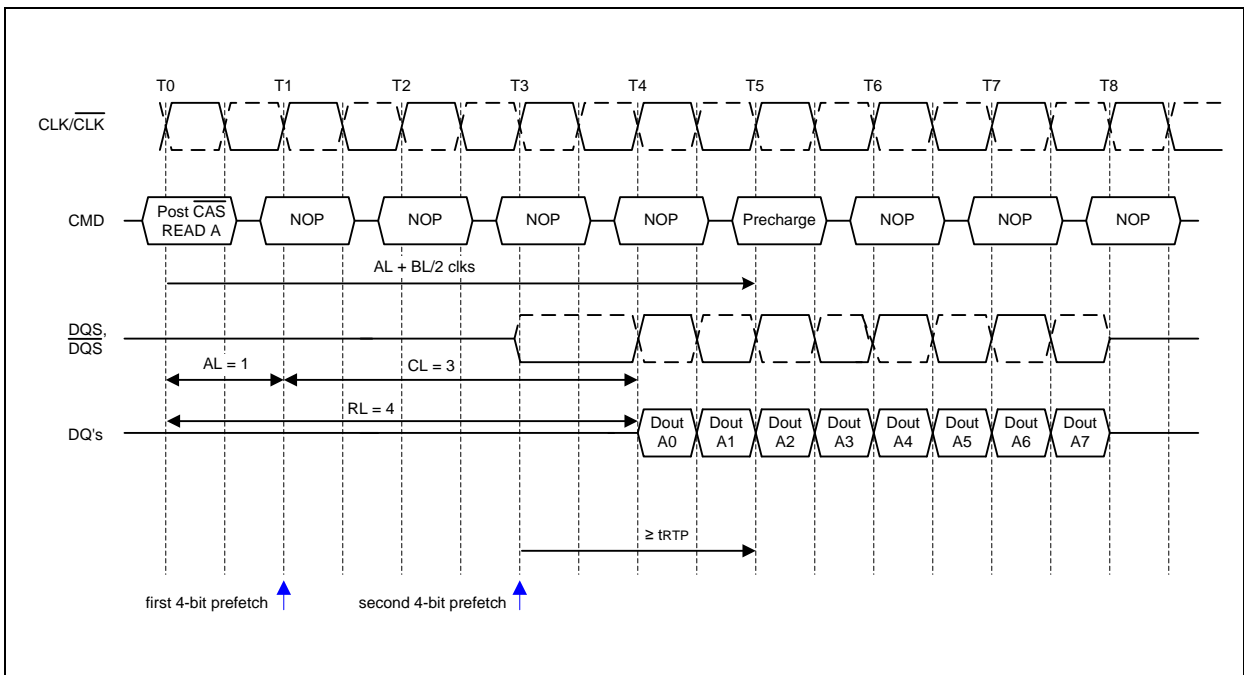 T0 T1 T2 T3 T4 T5 T6 T7 T8
CLK/CLK
CMD
Post CAS
READ A
NOP NOP NOP NOP Precharge NOP NOP NOP
AL + BL/2 clks
DQS,
DQS
AL = 1
CL = 3
RL = 4
DQ's
Dout Dout Dout Dout Dout Dout Dout Dout
A0 A1 A2 A3 A4 A5 A6 A7
≥ tRTP
first 4-bit prefetch
second 4-bit prefetch